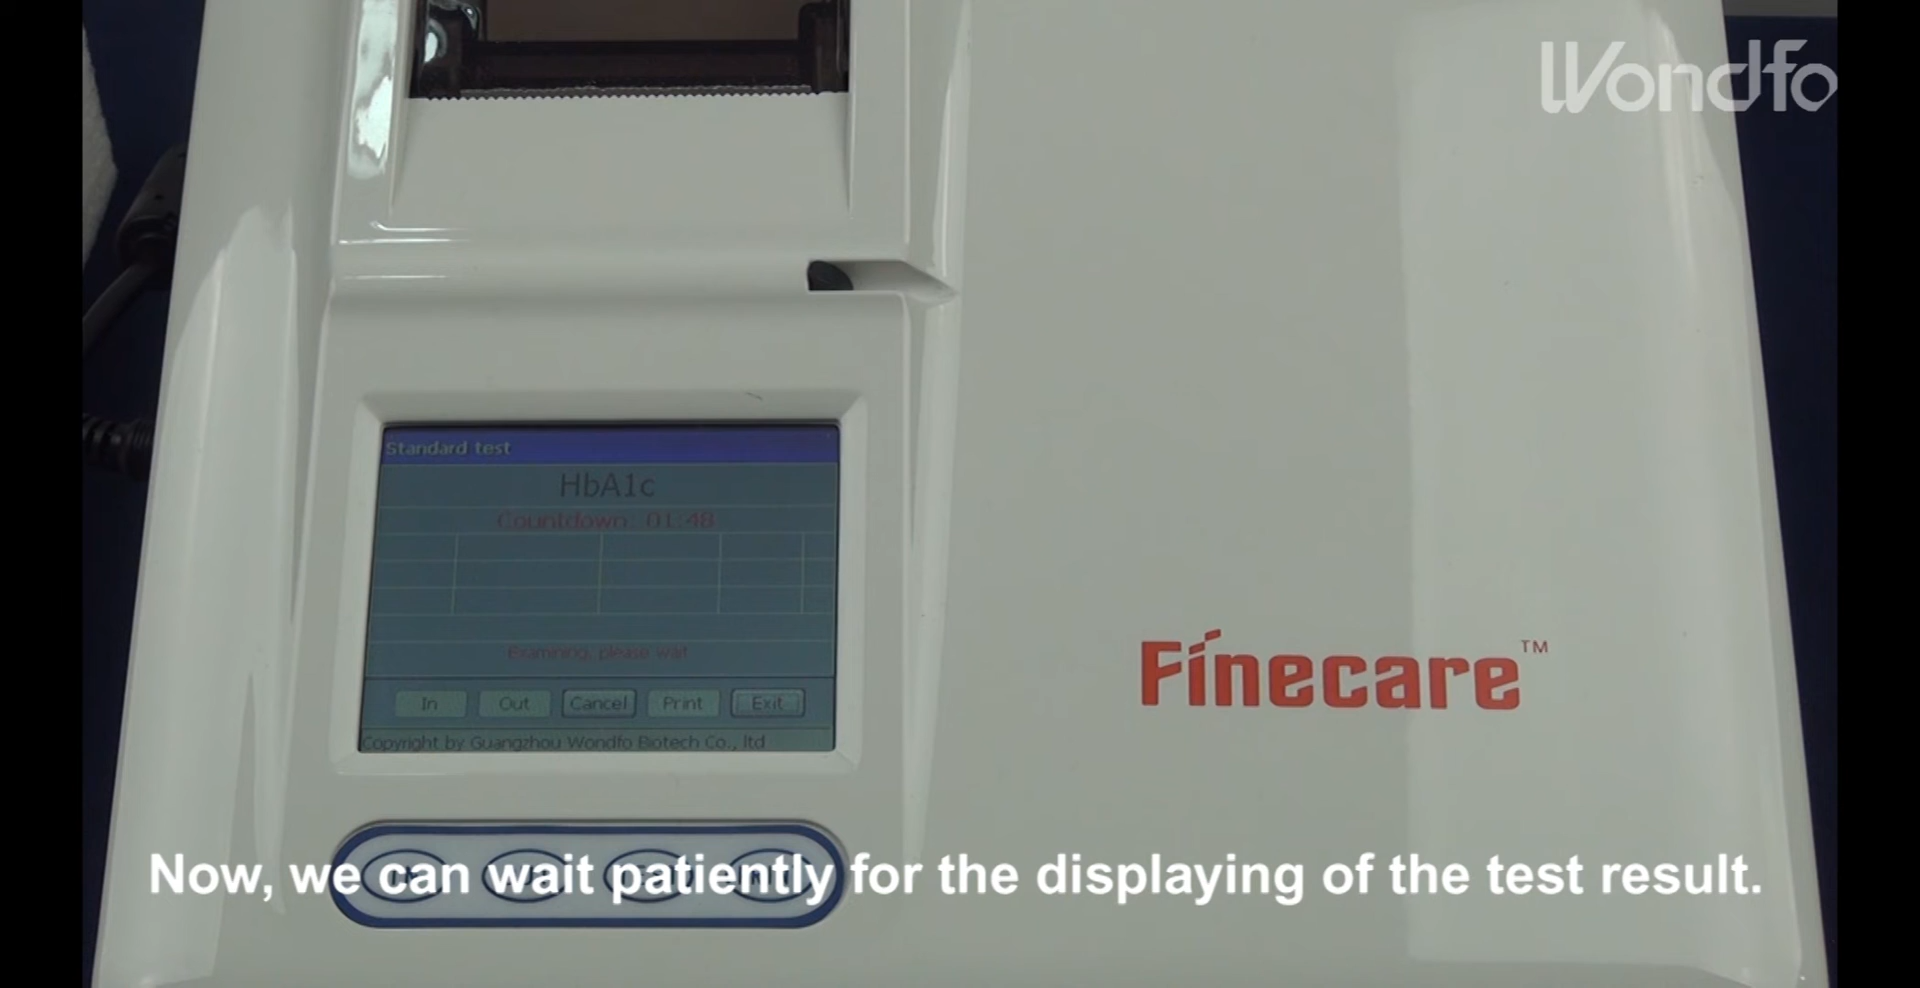 Wondfo
Standard test
HbA1c
Countdown: 01:48
Examining, please wait
In Out Cancel Print Exit
Copyright by Guangzhou Wondfo Biotech Co., ltd
Finecare™
Now, we can wait patiently for the displaying of the test result.